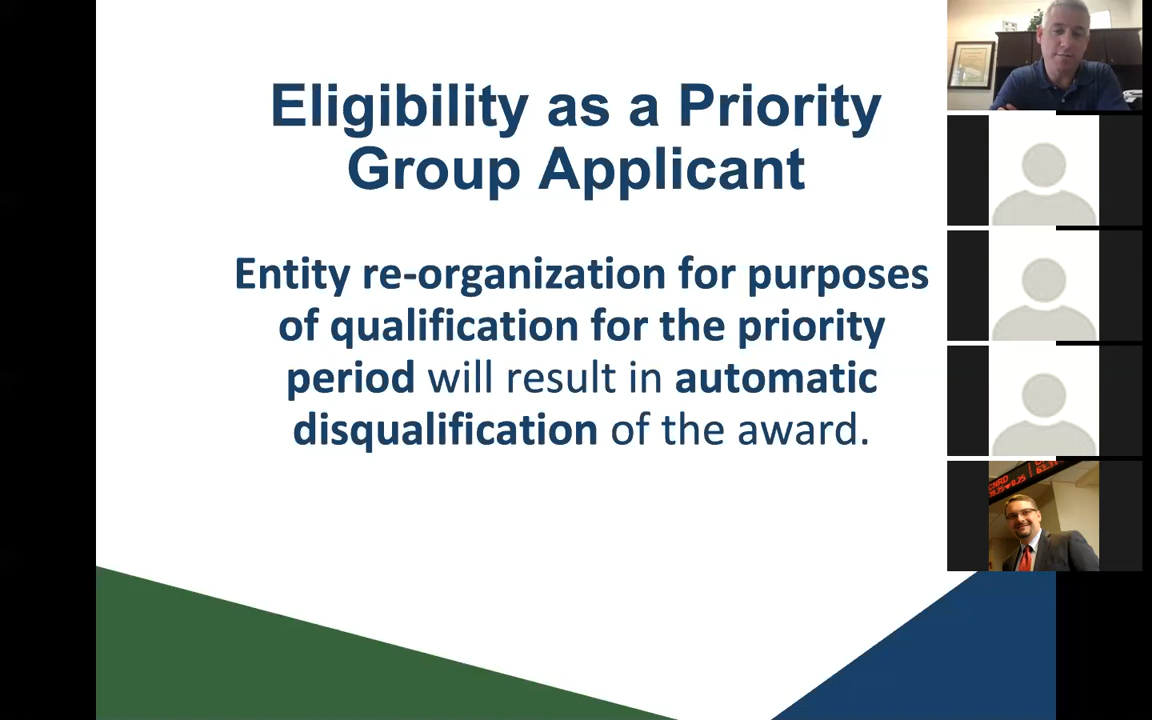 Eligibility as a Priority
Group Applicant
Entity re-organization for purposes
of qualification for the priority
period will result in automatic
disqualification of the award.